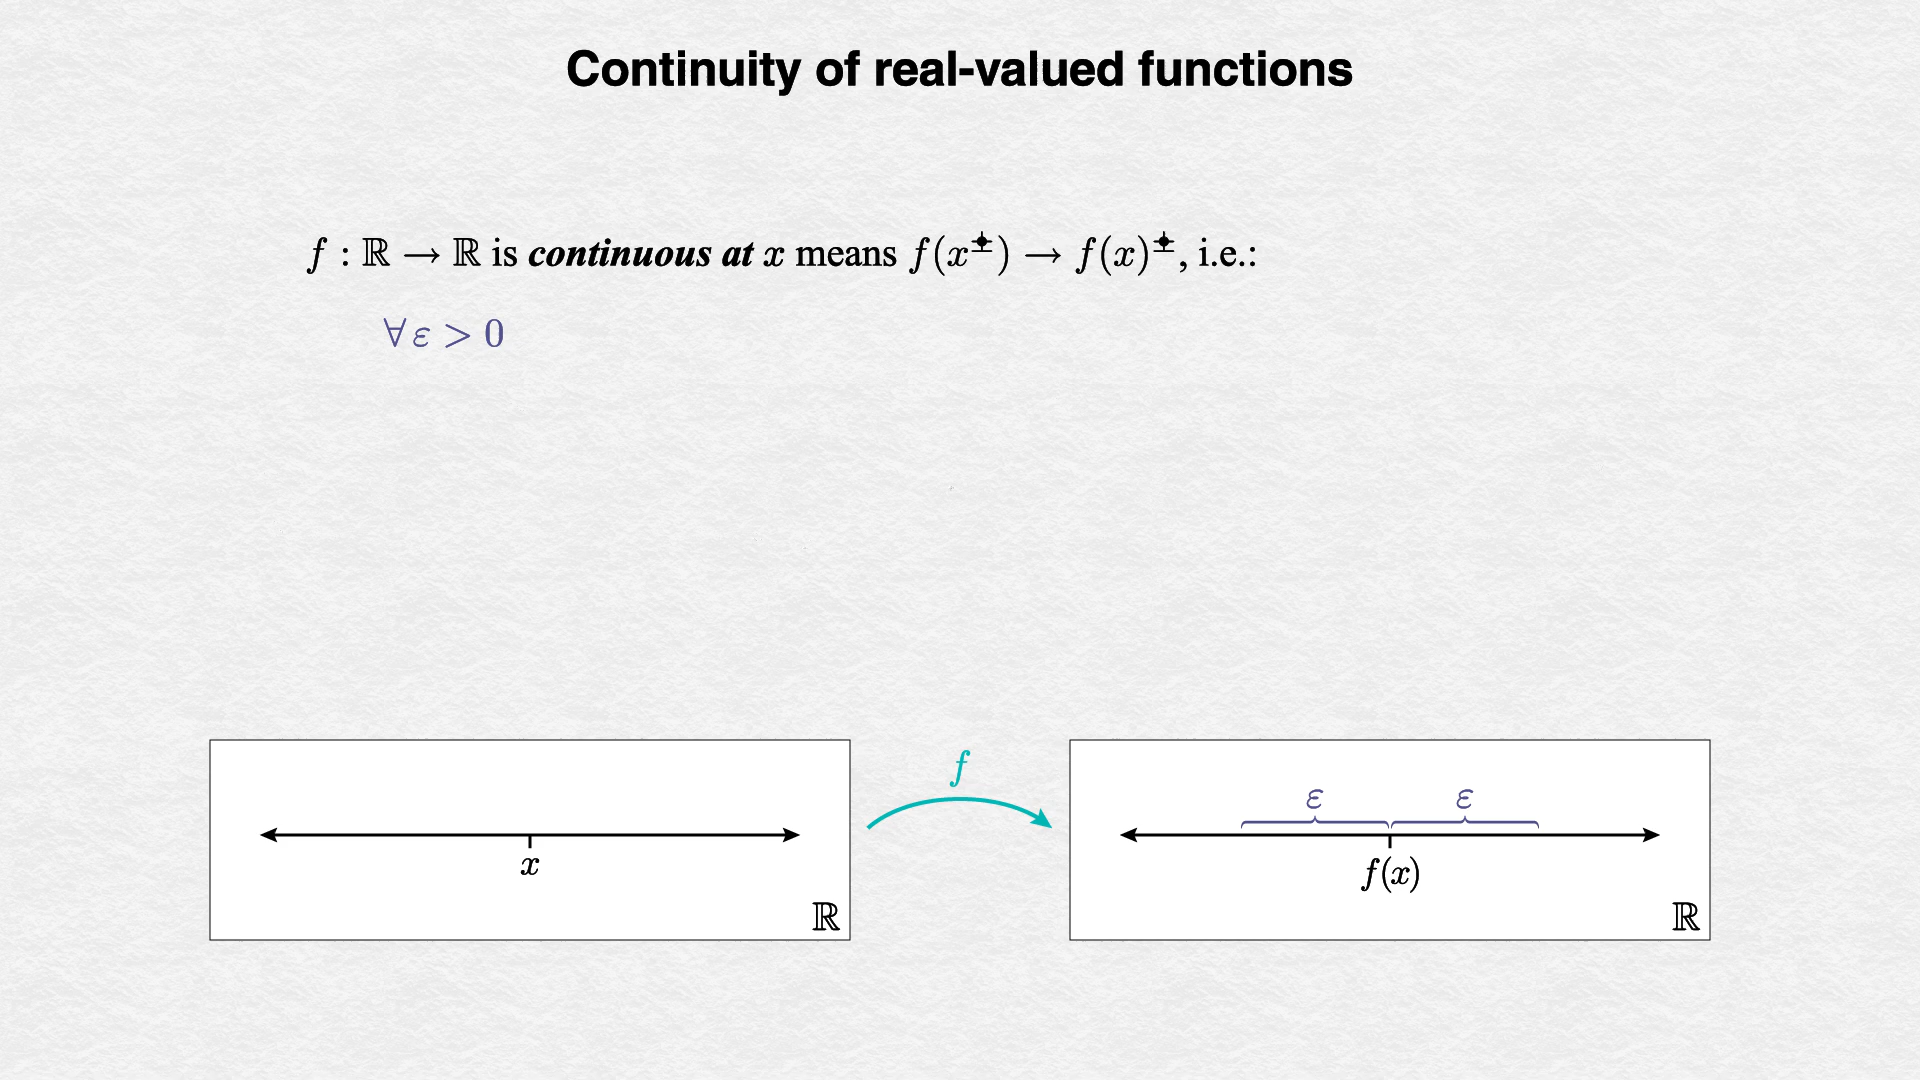 Continuity of real-valued functions
f : ℝ → ℝ is continuous at x means f(x^⨦) → f(x)^⨦, i.e.:
∀ε > 0
f
ε ε
x
f(x)
ℝ
ℝ